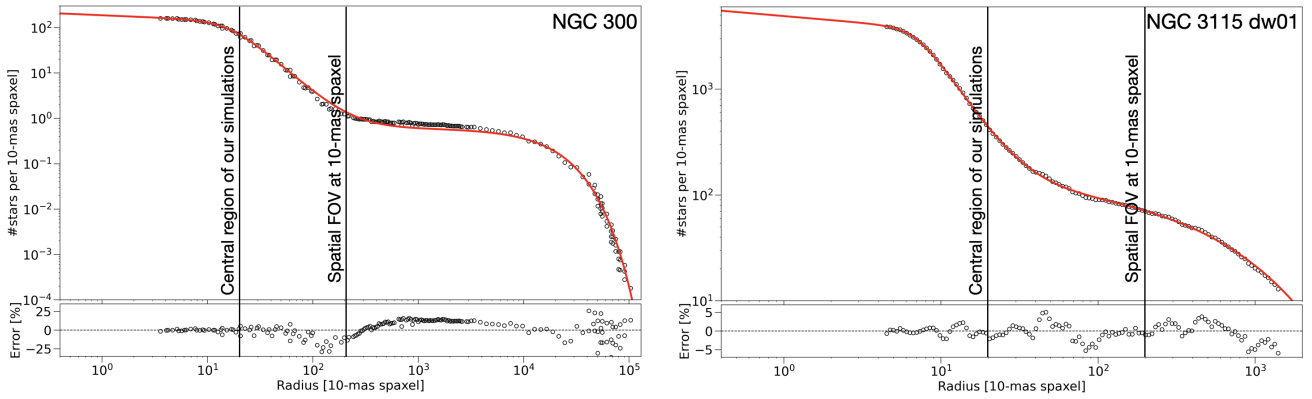 NGC 300
#stars per 10-mas spaxel]
10²
10¹
10⁰
10⁻¹
10⁻²
10⁻³
10⁻⁴
Central region of our simulations
Spatial FOV at 10-mas spaxel
Error [%]
25
0
−25
10⁰ 10¹ 10² 10³ 10⁴ 10⁵
Radius [10-mas spaxel]
NGC 3115 dw01
#stars per 10-mas spaxel]
10³
10²
10¹
Central region of our simulations
Spatial FOV at 10-mas spaxel
Error [%]
5
0
−5
10⁰ 10¹ 10² 10³
Radius [10-mas spaxel]